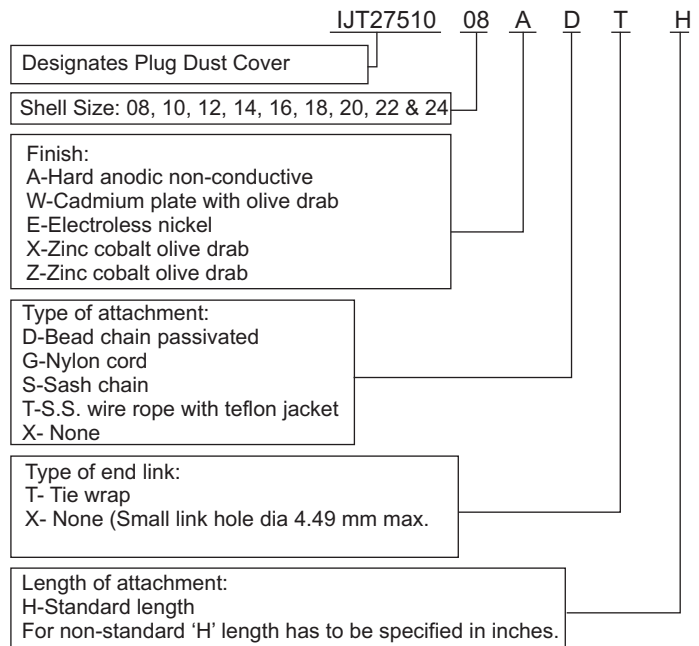 IJT27510 08 A D T H
Designates Plug Dust Cover
Shell Size: 08, 10, 12, 14, 16, 18, 20, 22 & 24
Finish:
A-Hard anodic non-conductive
W-Cadmium plate with olive drab
E-Electroless nickel
X-Zinc cobalt olive drab
Z-Zinc cobalt olive drab
Type of attachment:
D-Bead chain passivated
G-Nylon cord
S-Sash chain
T-S.S. wire rope with teflon jacket
X- None
Type of end link:
T- Tie wrap
X- None (Small link hole dia 4.49 mm max.
Length of attachment:
H-Standard length
For non-standard ‘H’ length has to be specified in inches.